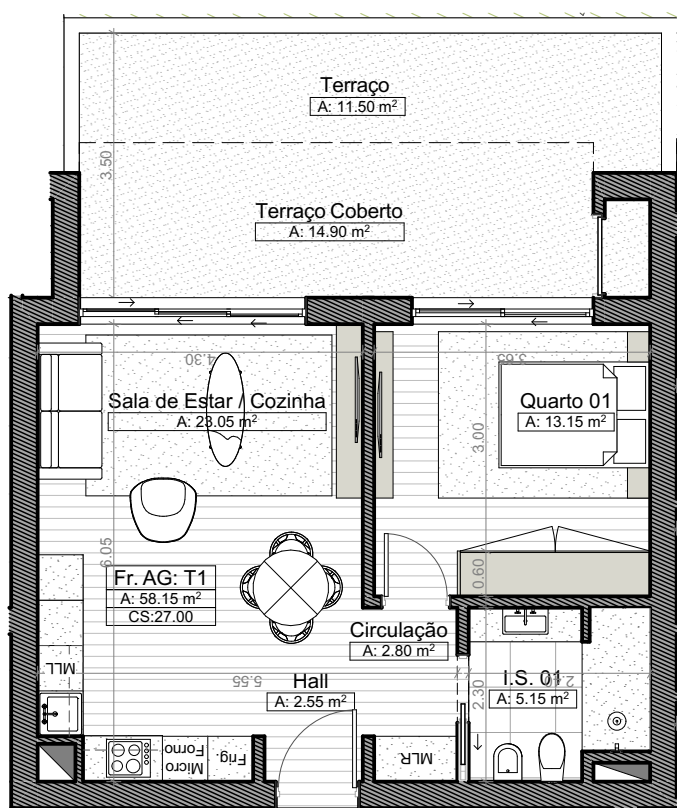 Terraço
A: 11.50 m²
3.50
Terraço Coberto
A: 14.90 m²
4.30
3.65
Sala de Estar / Cozinha
A: 23.05 m²
Quarto 01
A: 13.15 m²
3.00
6.05
Fr. AG: T1
A: 58.15 m²
CS:27.00
0.60
Circulação
A: 2.80 m²
MLL
Hall
A: 2.55 m²
5.55
I.S. 01
A: 5.15 m²
2.30
Micro
Forno
Frig.
MLR